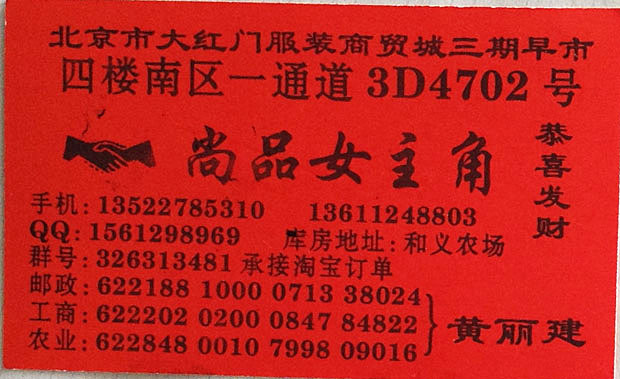 北京市大红门服装商贸城三期早市
四楼南区一通道 3D4702 号
尚品女主角
恭喜发财
手机: 13522785310 13611248803
QQ: 1561298969 库房地址: 和义农场
群号: 326313481 承接淘宝订单
邮政: 622188 1000 0713 38024
工商: 622202 0200 0847 84822
农业: 622848 0010 7998 09016
黄丽建